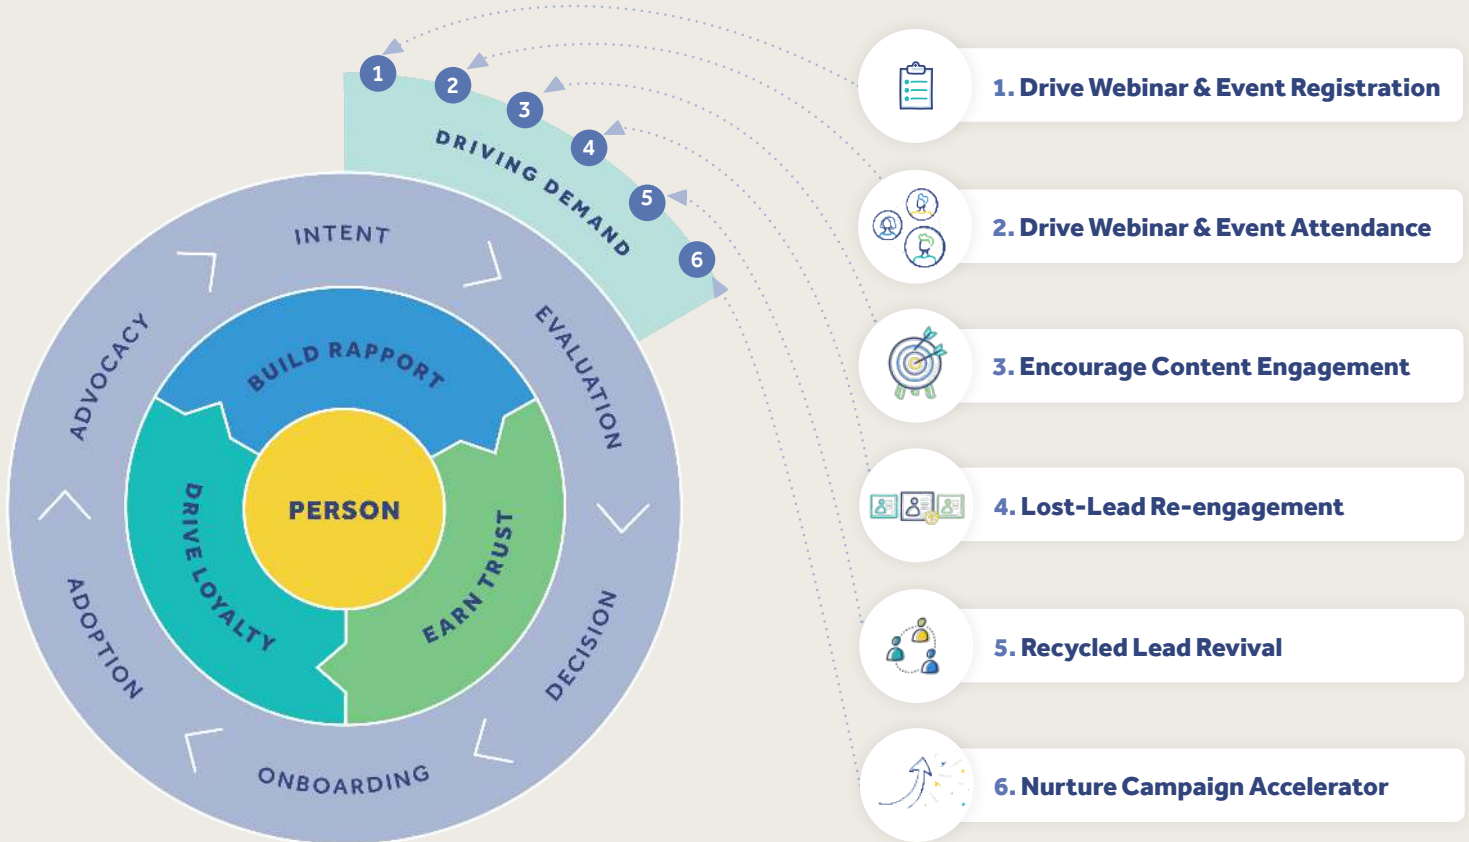 1
2
3
4
5
6
DRIVING DEMAND
INTENT
EVALUATION
DECISION
ONBOARDING
ADOPTION
ADVOCACY
BUILD RAPPORT
EARN TRUST
DRIVE LOYALTY
PERSON
1. Drive Webinar & Event Registration
2. Drive Webinar & Event Attendance
3. Encourage Content Engagement
4. Lost-Lead Re-engagement
5. Recycled Lead Revival
6. Nurture Campaign Accelerator